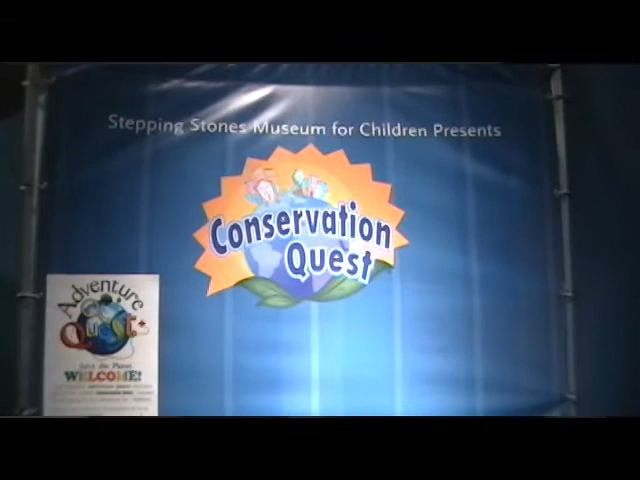 Stepping Stones Museum for Children Presents
Conservation
Quest
Adventure
Quest
Save the Planet
WELCOME!